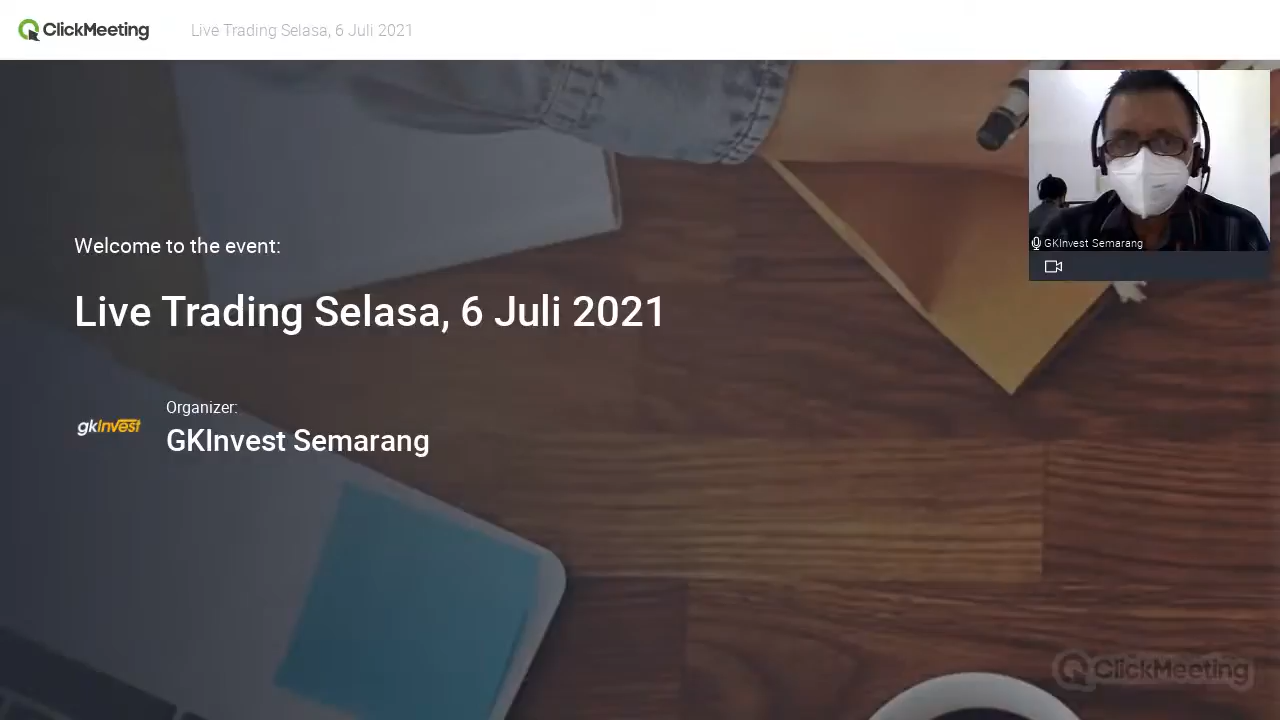 ClickMeeting
Live Trading Selasa, 6 Juli 2021
GKInvest Semarang
Welcome to the event:
Live Trading Selasa, 6 Juli 2021
gkInvest
Organizer:
GKInvest Semarang
ClickMeeting